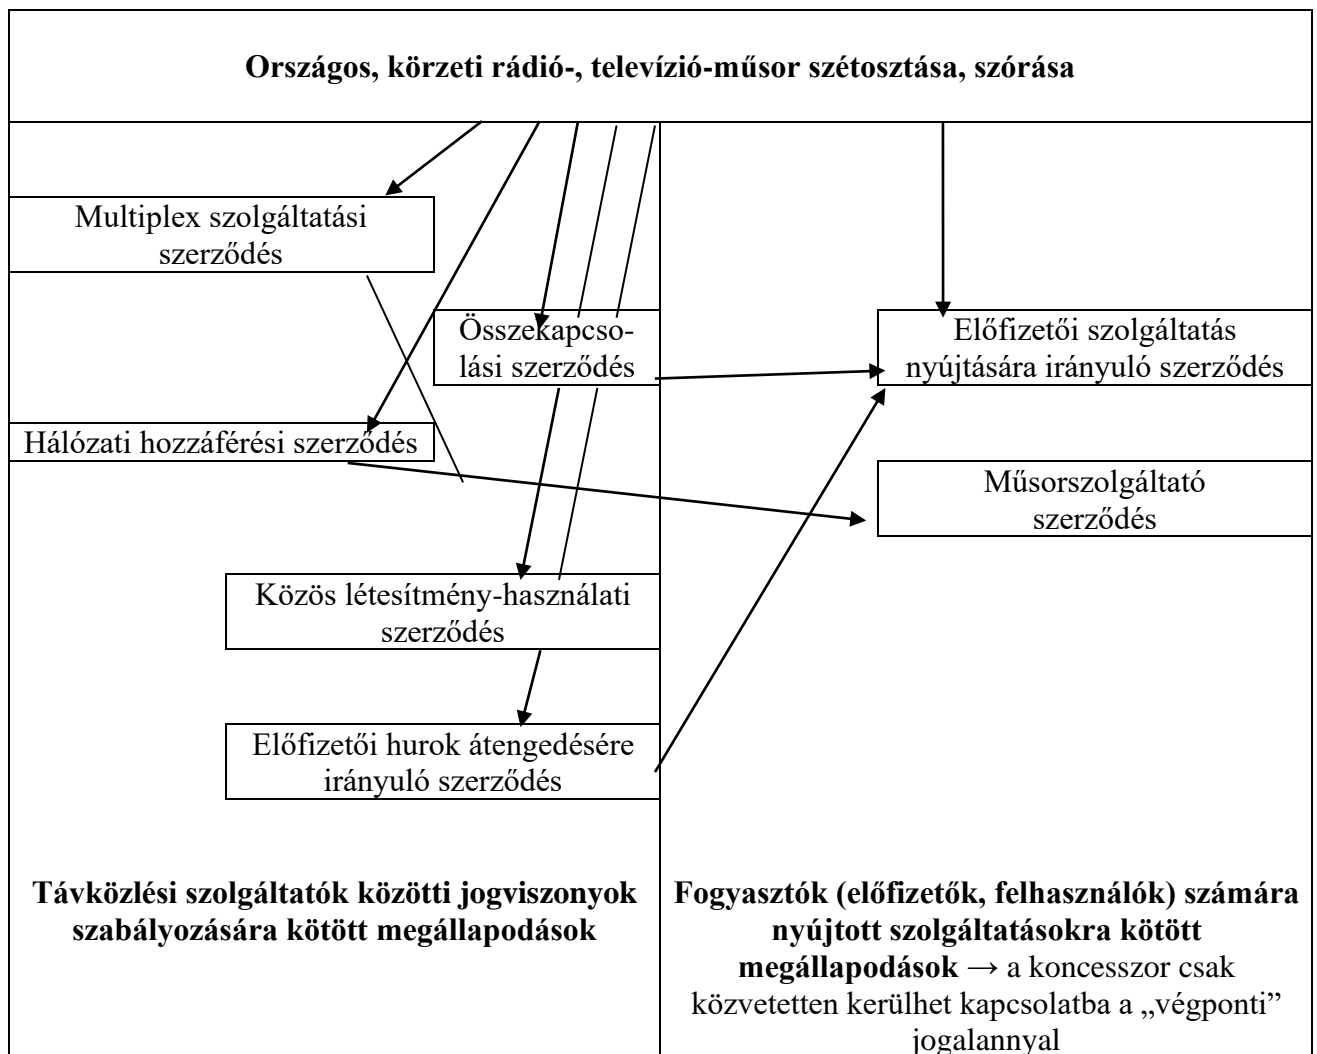 Országos, körzeti rádió-, televízió-műsor szétosztása, szórása
Multiplex szolgáltatási
szerződés
Összekapcso-
lási szerződés
Előfizetői szolgáltatás
nyújtására irányuló szerződés
Hálózati hozzáférési szerződés
Műsorszolgáltató
szerződés
Közös létesítmény-használati
szerződés
Előfizetői hurok átengedésére
irányuló szerződés
Távközlési szolgáltatók közötti jogviszonyok
szabályozására kötött megállapodások
Fogyasztók (előfizetők, felhasználók) számára
nyújtott szolgáltatásokra kötött
megállapodások → a koncesszor csak
közvetetten kerülhet kapcsolatba a „végponti”
jogalannyal